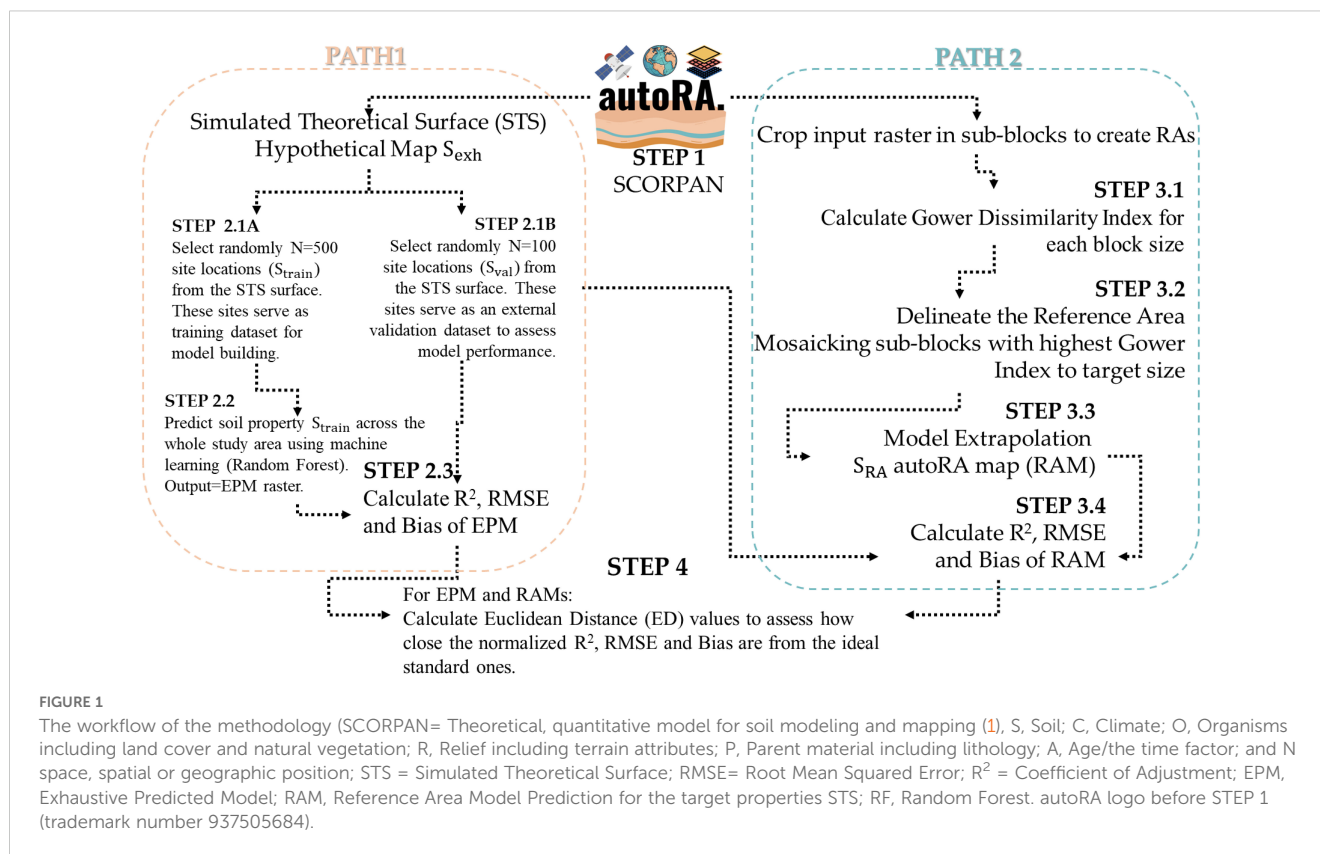 PATH1
Simulated Theoretical Surface (STS)
Hypothetical Map Sexh
STEP 2.1A
Select randomly N=500
site locations (Strain)
from the STS surface.
These sites serve as
training dataset for
model building.
STEP 2.1B
Select randomly N=100
site locations (Sval) from
the STS surface. These
sites serve as an external
validation dataset to assess
model performance.
STEP 2.2
Predict soil property Strain across the
whole study area using machine
learning (Random Forest).
Output=EPM raster.
STEP 2.3
Calculate R², RMSE
and Bias of EPM
autoRA.
STEP 1
SCORPAN
PATH 2
Crop input raster in sub-blocks to create RAs
STEP 3.1
Calculate Gower Dissimilarity Index for
each block size
STEP 3.2
Delineate the Reference Area
Mosaicking sub-blocks with highest Gower
Index to target size
STEP 3.3
Model Extrapolation
SRA autoRA map (RAM)
STEP 3.4
Calculate R², RMSE
and Bias of RAM
STEP 4
For EPM and RAMs:
Calculate Euclidean Distance (ED) values to assess how
close the normalized R², RMSE and Bias are from the ideal
standard ones.
FIGURE 1
The workflow of the methodology (SCORPAN= Theoretical, quantitative model for soil modeling and mapping (1), S, Soil; C, Climate; O, Organisms
including land cover and natural vegetation; R, Relief including terrain attributes; P, Parent material including lithology; A, Age/the time factor; and N
space, spatial or geographic position; STS = Simulated Theoretical Surface; RMSE= Root Mean Squared Error; R² = Coefficient of Adjustment; EPM,
Exhaustive Predicted Model; RAM, Reference Area Model Prediction for the target properties STS; RF, Random Forest. autoRA logo before STEP 1
(trademark number 937505684).